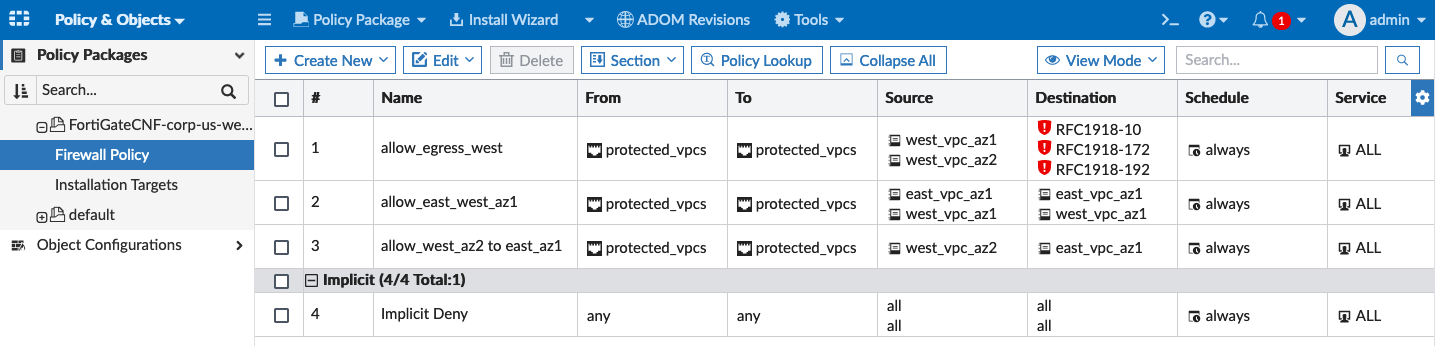 Policy & Objects Policy Package Install Wizard ADOM Revisions Tools 1 A admin
Policy Packages Create New Edit Delete Section Policy Lookup Collapse All View Mode Search...
Search...
# Name From To Source Destination Schedule Service
FortiGateCNF-corp-us-we...
Firewall Policy
Installation Targets
default
Object Configurations
1 allow_egress_west protected_vpcs protected_vpcs west_vpc_az1 RFC1918-10 always ALL
west_vpc_az2 RFC1918-172
RFC1918-192
2 allow_east_west_az1 protected_vpcs protected_vpcs east_vpc_az1 east_vpc_az1 always ALL
west_vpc_az1 west_vpc_az1
3 allow_west_az2 to east_az1 protected_vpcs protected_vpcs west_vpc_az2 east_vpc_az1 always ALL
Implicit (4/4 Total:1)
4 Implicit Deny any any all all always ALL
all all